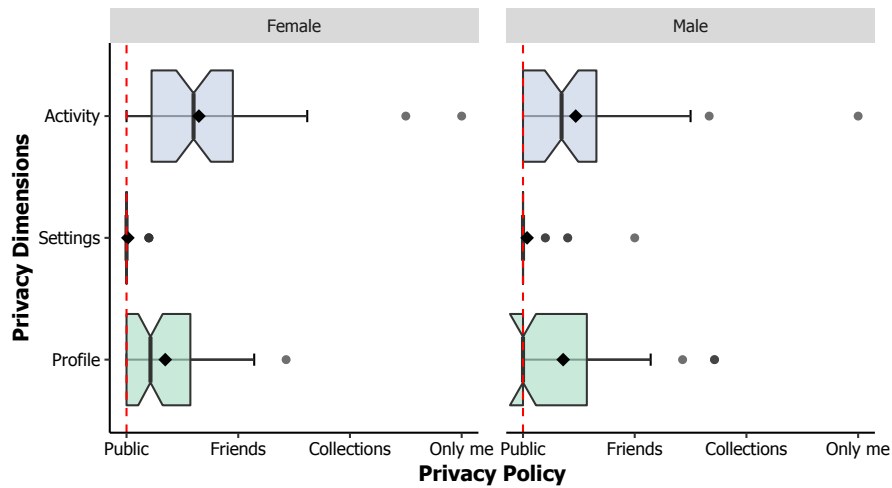 Female
Male
Privacy Dimensions
Activity
Settings
Profile
Public
Friends
Collections
Only me
Public
Friends
Collections
Only me
Privacy Policy